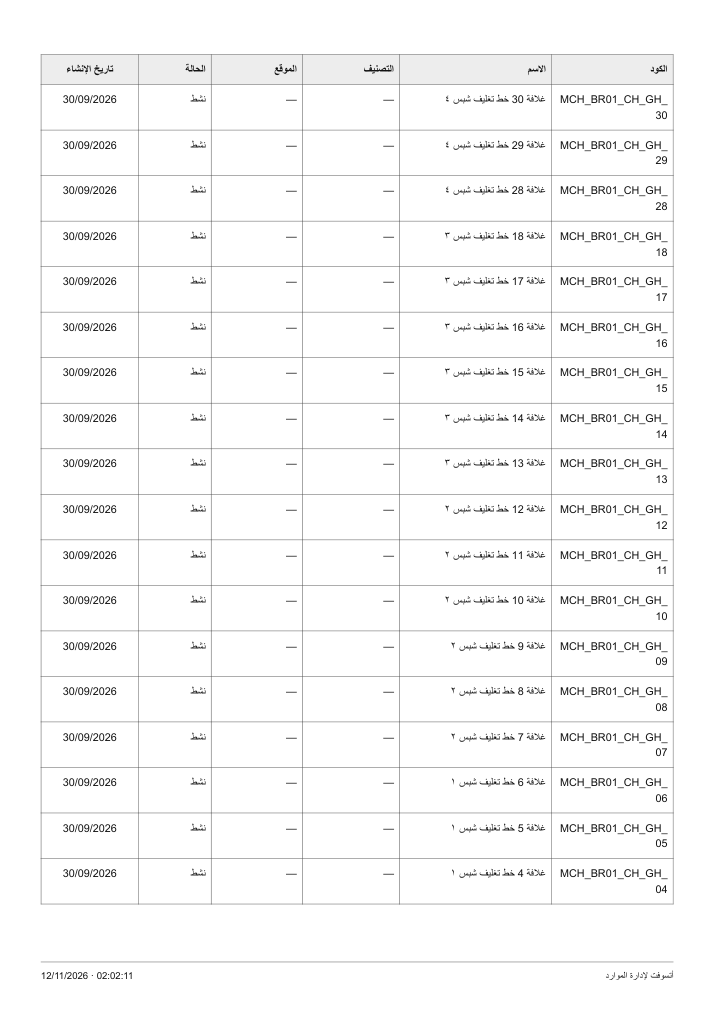 الكود الاسم التصنيف الموقع الحالة تاريخ الإنشاء
MCH_BR01_CH_GH_ غلافة 30 خط تغليف شبس ٤ — — نشط 30/09/2026
30
MCH_BR01_CH_GH_ غلافة 29 خط تغليف شبس ٤ — — نشط 30/09/2026
29
MCH_BR01_CH_GH_ غلافة 28 خط تغليف شبس ٤ — — نشط 30/09/2026
28
MCH_BR01_CH_GH_ غلافة 18 خط تغليف شبس ٣ — — نشط 30/09/2026
18
MCH_BR01_CH_GH_ غلافة 17 خط تغليف شبس ٣ — — نشط 30/09/2026
17
MCH_BR01_CH_GH_ غلافة 16 خط تغليف شبس ٣ — — نشط 30/09/2026
16
MCH_BR01_CH_GH_ غلافة 15 خط تغليف شبس ٣ — — نشط 30/09/2026
15
MCH_BR01_CH_GH_ غلافة 14 خط تغليف شبس ٣ — — نشط 30/09/2026
14
MCH_BR01_CH_GH_ غلافة 13 خط تغليف شبس ٣ — — نشط 30/09/2026
13
MCH_BR01_CH_GH_ غلافة 12 خط تغليف شبس ٢ — — نشط 30/09/2026
12
MCH_BR01_CH_GH_ غلافة 11 خط تغليف شبس ٢ — — نشط 30/09/2026
11
MCH_BR01_CH_GH_ غلافة 10 خط تغليف شبس ٢ — — نشط 30/09/2026
10
MCH_BR01_CH_GH_ غلافة 9 خط تغليف شبس ٢ — — نشط 30/09/2026
09
MCH_BR01_CH_GH_ غلافة 8 خط تغليف شبس ٢ — — نشط 30/09/2026
08
MCH_BR01_CH_GH_ غلافة 7 خط تغليف شبس ٢ — — نشط 30/09/2026
07
MCH_BR01_CH_GH_ غلافة 6 خط تغليف شبس ١ — — نشط 30/09/2026
06
MCH_BR01_CH_GH_ غلافة 5 خط تغليف شبس ١ — — نشط 30/09/2026
05
MCH_BR01_CH_GH_ غلافة 4 خط تغليف شبس ١ — — نشط 30/09/2026
04
أتسوفت لإدارة الموارد 12/11/2026 · 02:02:11